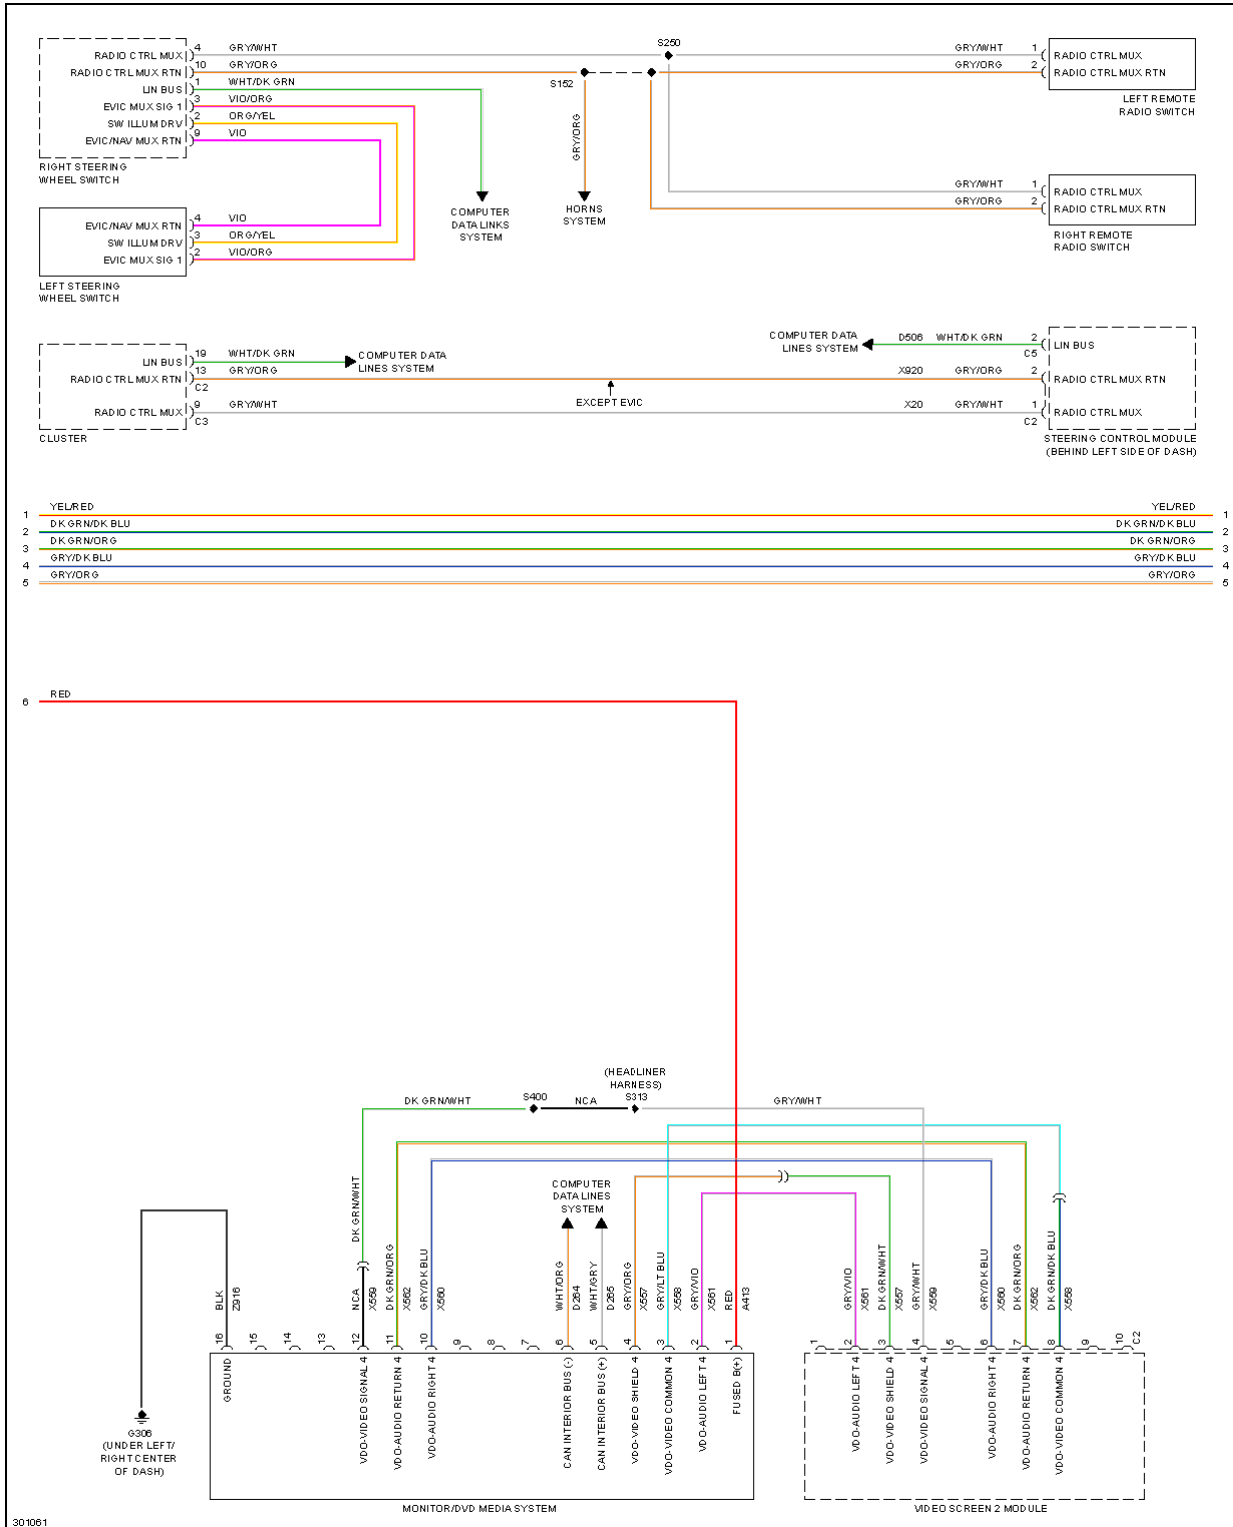 RADIO CTRL MUX 4 GRY/WHT
RADIO CTRL MUX RTN 10 GRY/ORG
LIN BUS 1 WHT/DK GRN
EVIC MUX SIG 1 3 VIO/ORG
SW ILLUM DRV 2 ORG/YEL
EVIC/NAV MUX RTN 9 VIO
RIGHT STEERING
WHEEL SWITCH
S250
S152
GRY/ORG
COMPUTER
DATA LINKS
SYSTEM
HORNS
SYSTEM
GRY/WHT 1 RADIO CTRL MUX
GRY/ORG 2 RADIO CTRL MUX RTN
LEFT REMOTE
RADIO SWITCH
GRY/WHT 1 RADIO CTRL MUX
GRY/ORG 2 RADIO CTRL MUX RTN
RIGHT REMOTE
RADIO SWITCH
EVIC/NAV MUX RTN 4 VIO
SW ILLUM DRV 3 ORG/YEL
EVIC MUX SIG 1 2 VIO/ORG
LEFT STEERING
WHEEL SWITCH
LIN BUS 19 WHT/DK GRN
COMPUTER DATA
LINES SYSTEM
RADIO CTRL MUX RTN 13 GRY/ORG
C2
RADIO CTRL MUX 9 GRY/WHT
C3
CLUSTER
EXCEPT EVIC
COMPUTER DATA
LINES SYSTEM
D506 WHT/DK GRN 2 LIN BUS
C5
X920 GRY/ORG 2 RADIO CTRL MUX RTN
X20 GRY/WHT 1 RADIO CTRL MUX
C2
STEERING CONTROL MODULE
(BEHIND LEFT SIDE OF DASH)
1 YEL/RED YEL/RED 1
2 DK GRN/DK BLU DK GRN/DK BLU 2
3 DK GRN/ORG DK GRN/ORG 3
4 GRY/DK BLU GRY/DK BLU 4
5 GRY/ORG GRY/ORG 5
6 RED
(HEADLINER
HARNESS)
DK GRN/WHT S400 NCA S313 GRY/WHT
COMPUTER
DATA LINES
SYSTEM
DK GRN/WHT
BLK Z916 16 GROUND
15
14
13
NCA X559 12 VDO-VIDEO SIGNAL 4
DK GRN/ORG X562 11 VDO-AUDIO RETURN 4
GRY/DK BLU X560 10 VDO-AUDIO RIGHT 4
9
8
7
WHT/ORG D264 6 CAN INTERIOR BUS (-)
WHT/GRY D265 5 CAN INTERIOR BUS (+)
GRY/ORG X557 4 VDO-VIDEO SHIELD 4
GRY/LT BLU X558 3 VDO-VIDEO COMMON 4
GRY/VIO X561 2 VDO-AUDIO LEFT 4
RED A413 1 FUSED B(+)
1
GRY/VIO X561 2 VDO-AUDIO LEFT 4
DK GRN/WHT X557 3 VDO-VIDEO SHIELD 4
GRY/WHT X559 4 VDO-VIDEO SIGNAL 4
5
GRY/DK BLU X560 6 VDO-AUDIO RIGHT 4
DK GRN/ORG X562 7 VDO-AUDIO RETURN 4
DK GRN/DK BLU X558 8 VDO-VIDEO COMMON 4
9
10
C2
G306
(UNDER LEFT/
RIGHT CENTER
OF DASH)
MONITOR/DVD MEDIA SYSTEM
VIDEO SCREEN 2 MODULE
301061